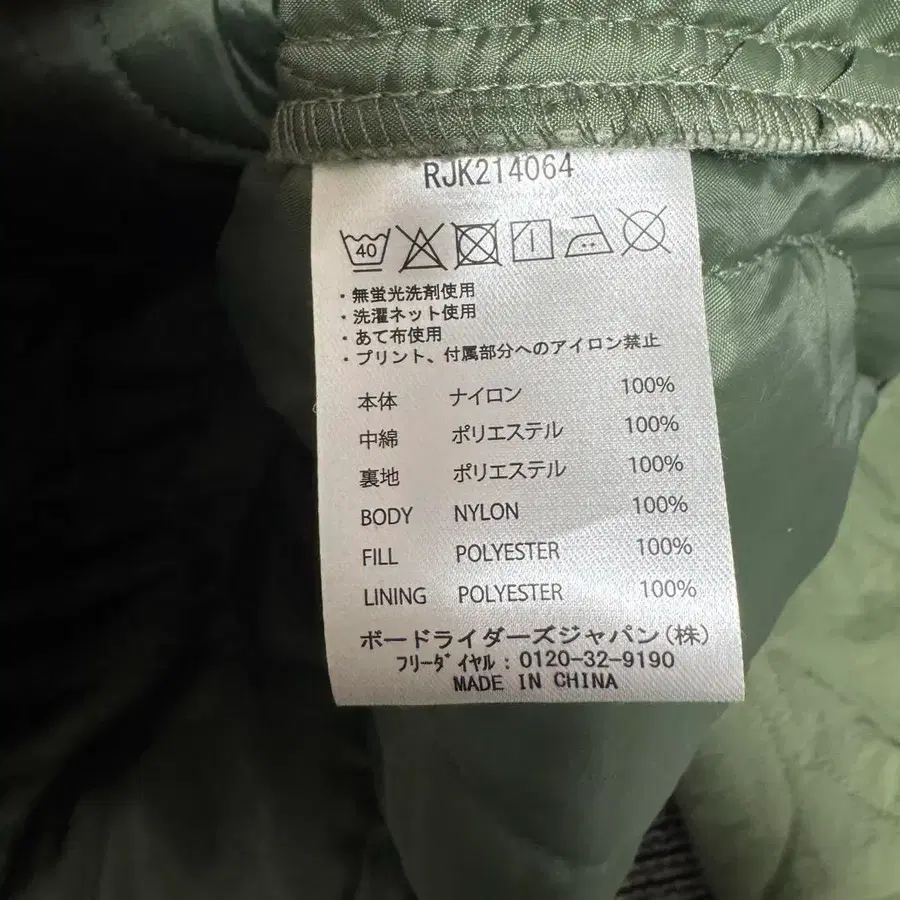 RJK214064
40
・無蛍光洗剤使用
・洗濯ネット使用
・あて布使用
・プリント、付属部分へのアイロン禁止
本体 ナイロン 100%
中綿 ポリエステル 100%
裏地 ポリエステル 100%
BODY NYLON 100%
FILL POLYESTER 100%
LINING POLYESTER 100%
ボードライダーズジャパン(株)
フリーダイヤル : 0120-32-9190
MADE IN CHINA